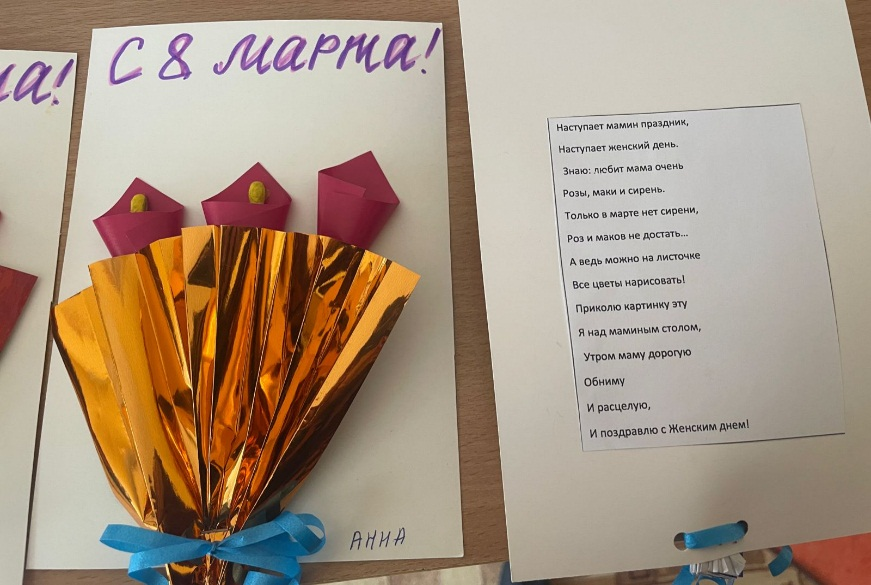 ла!
С 8 Марта!
АННА
Наступает мамин праздник,
Наступает женский день.
Знаю: любит мама очень
Розы, маки и сирень.
Только в марте нет сирени,
Роз и маков не достать...
А ведь можно на листочке
Все цветы нарисовать!
Приколю картинку эту
Я над маминым столом,
Утром маму дорогую
Обниму
И расцелую,
И поздравлю с Женским днем!